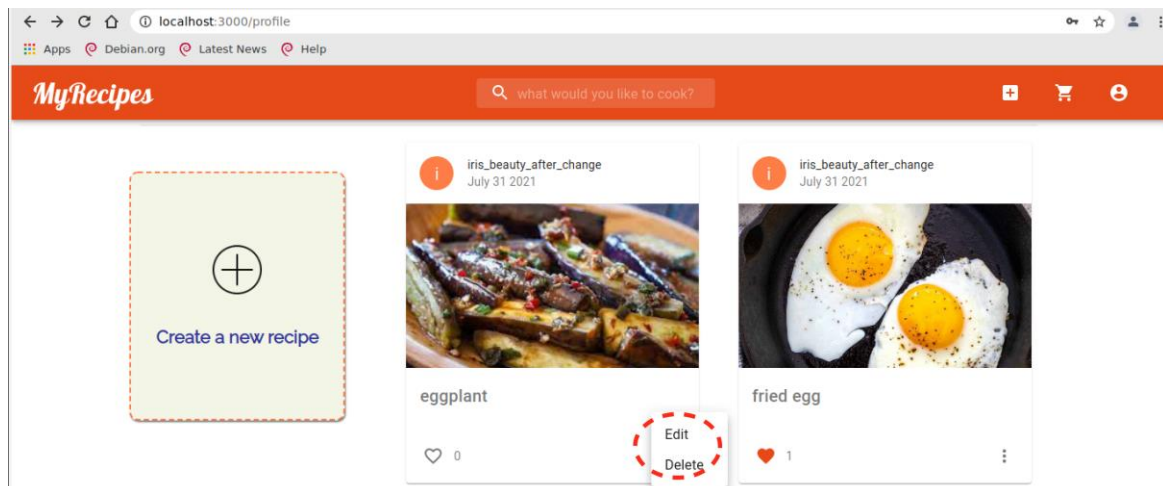 localhost:3000/profile
Apps Debian.org Latest News Help
MyRecipes
what would you like to cook?
Create a new recipe
i
iris_beauty_after_change
July 31 2021
eggplant
0
Edit
Delete
i
iris_beauty_after_change
July 31 2021
fried egg
1